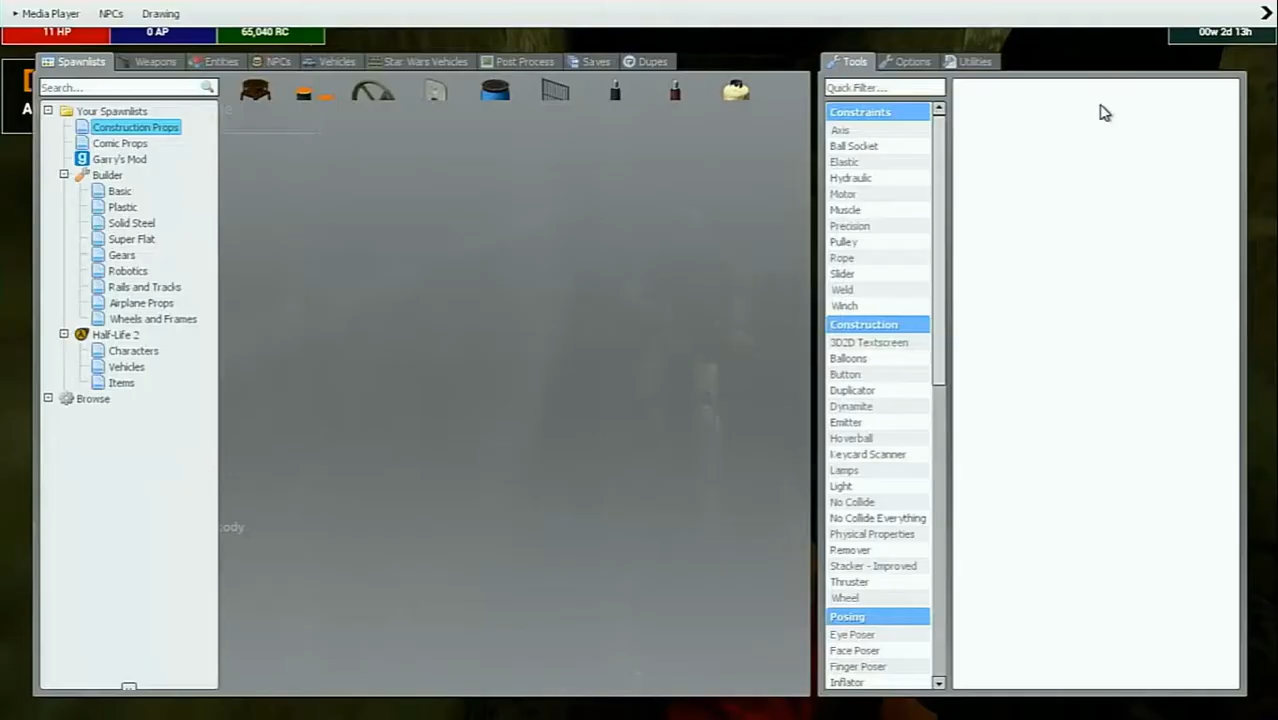 Media Player NPCs Drawing
11 HP 0 AP 65,040 RC 00w 2d 13h
Spawnlists Weapons Entities NPCs Vehicles Star Wars Vehicles Post Process Saves Dupes
Tools Options Utilities
Search...
Quick Filter...
Your Spawnlists
Construction Props
Comic Props
Garry's Mod
Builder
Basic
Plastic
Solid Steel
Super Flat
Gears
Robotics
Rails and Tracks
Airplane Props
Wheels and Frames
Half-Life 2
Characters
Vehicles
Items
Browse
ody
Constraints
Axis
Ball Socket
Elastic
Hydraulic
Motor
Muscle
Precision
Pulley
Rope
Slider
Weld
Winch
Construction
3D2D Textscreen
Balloons
Button
Duplicator
Dynamite
Emitter
Hoverball
Keycard Scanner
Lamps
Light
No Collide
No Collide Everything
Physical Properties
Remover
Stacker - Improved
Thruster
Wheel
Posing
Eye Poser
Face Poser
Finger Poser
Inflator